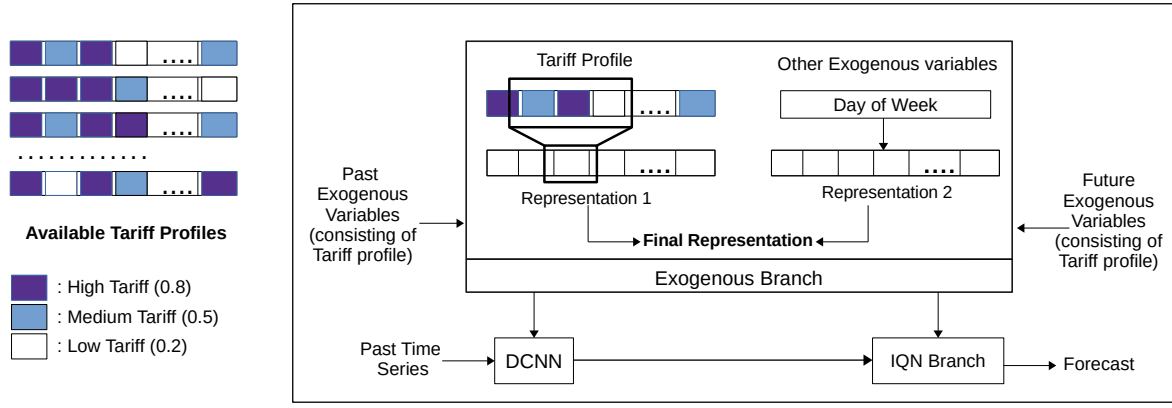 ....
....
....
.............
....
Available Tariff Profiles
: High Tariff (0.8)
: Medium Tariff (0.5)
: Low Tariff (0.2)
Tariff Profile
....
....
Representation 1
Other Exogenous variables
Day of Week
....
Representation 2
Final Representation
Exogenous Branch
Past
Exogenous
Variables
(consisting of
Tariff profile)
Future
Exogenous
Variables
(consisting of
Tariff profile)
Past Time
Series
DCNN
IQN Branch
Forecast